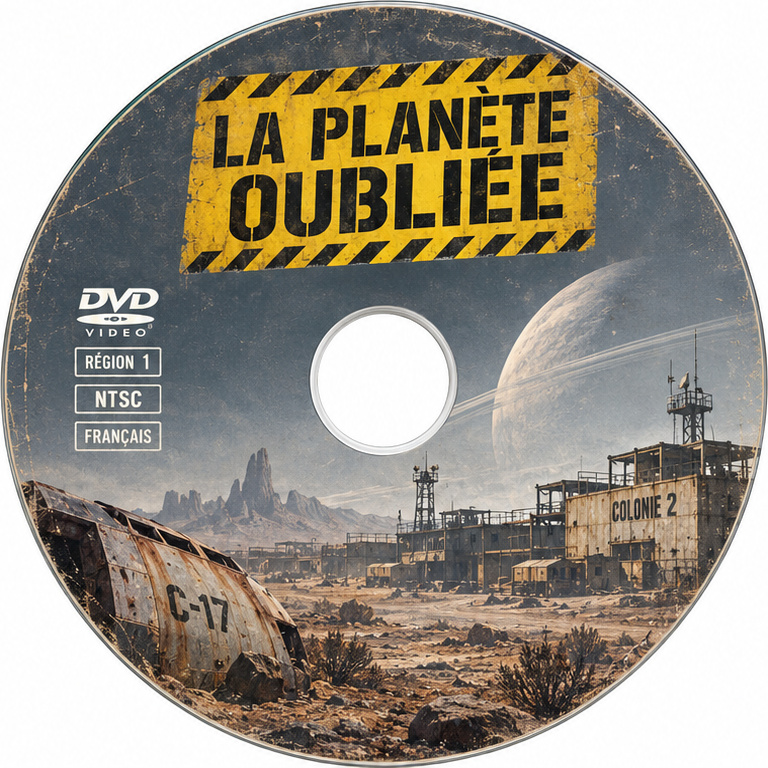 LA PLANÈTE
OUBLIÉE
DVD
VIDEO
RÉGION 1
NTSC
FRANÇAIS
COLONIE 2
C-17